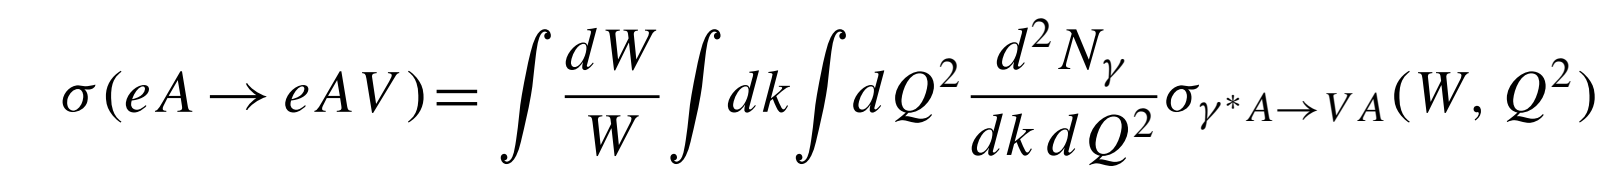 σ(eA → eAV) = ∫ dW/W ∫ dk ∫ dQ² d²N_γ/(dk dQ²) σ_{γ*A→VA}(W, Q²)